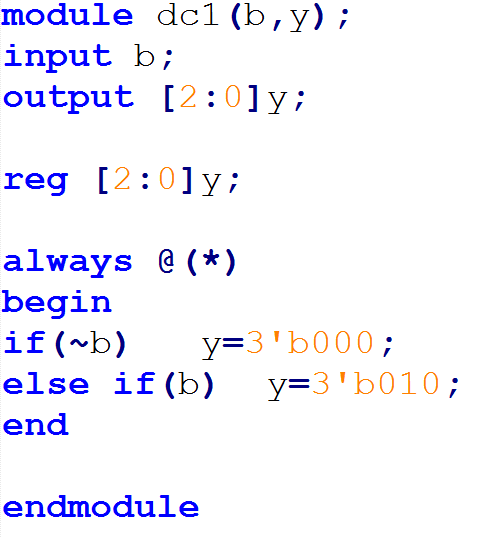 module dc1(b,y);
input b;
output [2:0]y;
reg [2:0]y;
always @(*)
begin
if(~b)   y=3'b000;
else if(b)  y=3'b010;
end
endmodule